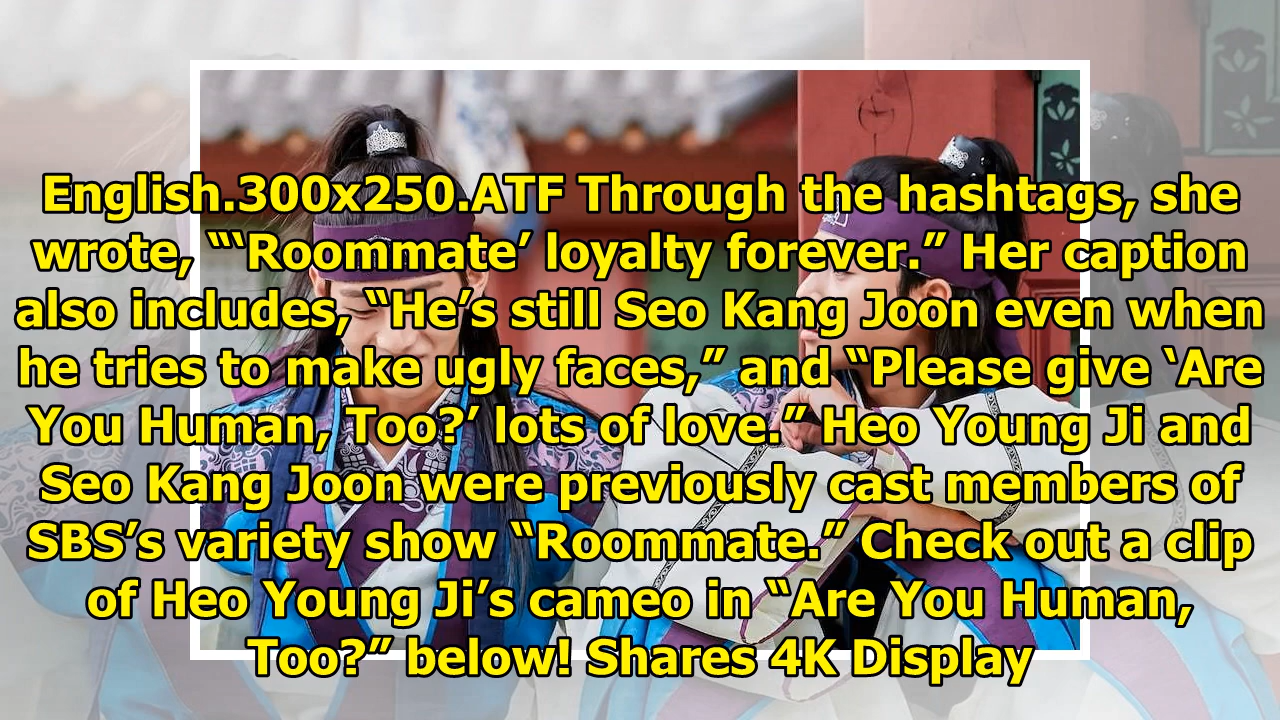 English.300x250.ATF Through the hashtags, she
wrote, “‘Roommate’ loyalty forever.” Her caption
also includes, “He’s still Seo Kang Joon even when
he tries to make ugly faces,” and “Please give ‘Are
You Human, Too?’ lots of love.” Heo Young Ji and
Seo Kang Joon were previously cast members of
SBS’s variety show “Roommate.” Check out a clip
of Heo Young Ji’s cameo in “Are You Human,
Too?” below! Shares 4K Display